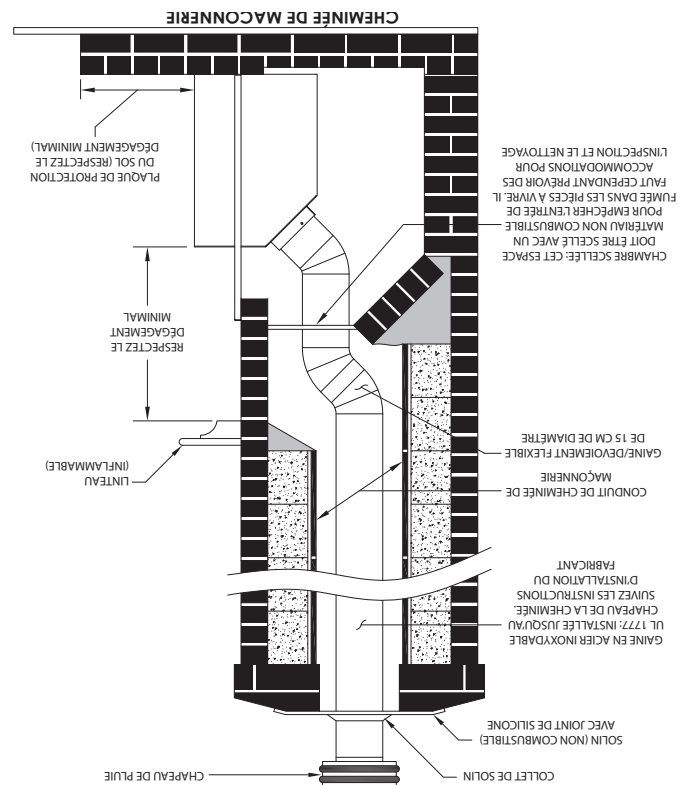 COLLET DE SOLIN
CHAPEAU DE PLUIE
SOLIN (NON COMBUSTIBLE)
AVEC JOINT DE SILICONE
GAINE EN ACIER INOXYDABLE
UL 1777: INSTALLÉE JUSQU'AU
CHAPEAU DE LA CHEMINÉE.
SUIVEZ LES INSTRUCTIONS
D'INSTALLATION DU
FABRICANT
CONDUIT DE CHEMINÉE DE
MAÇONNERIE
GAINE/DEVOIEMENT FLEXIBLE
DE 15 CM DE DIAMÈTRE
LINTEAU
(INFLAMMABLE)
RESPECTEZ LE
DÉGAGEMENT
MINIMAL
CHAMBRE SCELLÉE: CET ESPACE
DOIT ÊTRE SCELLÉ AVEC UN
MATÉRIAU NON COMBUSTIBLE
POUR EMPÊCHER L'ENTRÉE DE
FUMÉE DANS LES PIÈCES À VIVRE. IL
FAUT CEPENDANT PRÉVOIR DES
ACCOMMODATIONS POUR
L'INSPECTION ET LE NETTOYAGE
PLAQUE DE PROTECTION
DU SOL (RESPECTEZ LE
DÉGAGEMENT MINIMAL)
CHEMINÉE DE MAÇONNERIE